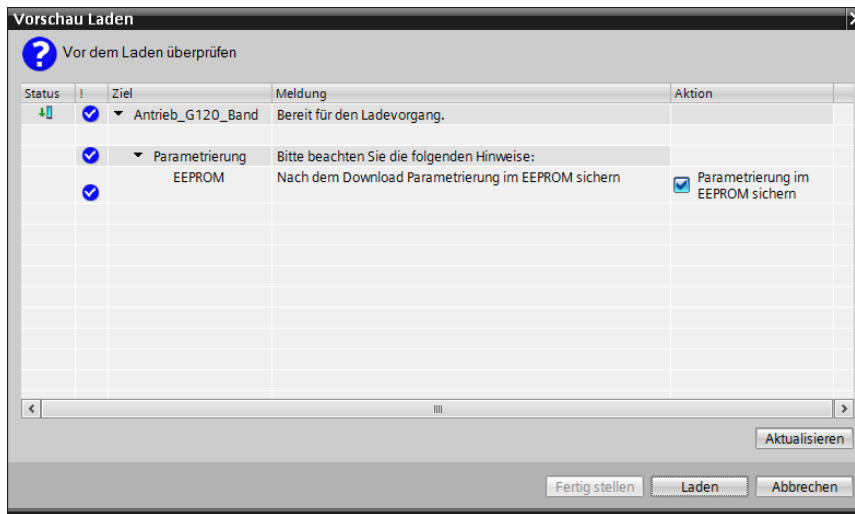 Vorschau Laden
Vor dem Laden überprüfen
Status ! Ziel Meldung Aktion
Antrieb_G120_Band Bereit für den Ladevorgang.
Parametrierung Bitte beachten Sie die folgenden Hinweise:
EEPROM Nach dem Download Parametrierung im EEPROM sichern Parametrierung im
EEPROM sichern
Aktualisieren
Fertig stellen Laden Abbrechen